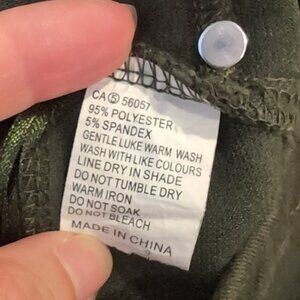 CA Ⓢ 56057
95% POLYESTER
5% SPANDEX
GENTLE LUKE WARM WASH
WASH WITH LIKE COLOURS
LINE DRY IN SHADE
DO NOT TUMBLE DRY
WARM IRON
DO NOT SOAK
DO NOT BLEACH
MADE IN CHINA